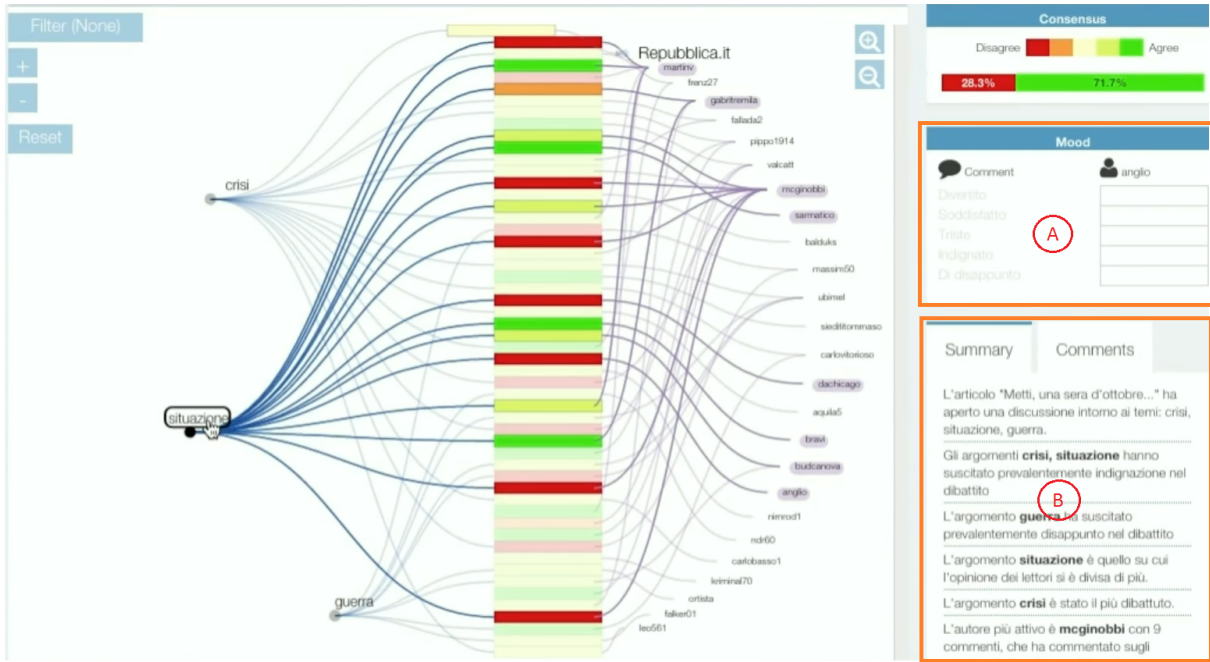 Filter (None)
+
-
Reset
crisi
situazione
guerra
Repubblica.it
martinv
franz27
gabritremila
fallada2
pippo1914
valcatt
mcginobbi
sarmatico
balduks
massim50
ubimel
siedititommaso
carlovitorioso
dachicago
aquila5
bravi
budcanova
anglio
nimrod1
ndr60
carlobasso1
kriminal70
ortista
falker01
leo561
Consensus
Disagree Agree
28.3% 71.7%
Mood
Comment anglio
Divertito
Soddisfatto
Triste
Indignato
Di disappunto
A
Summary Comments
L'articolo "Metti, una sera d'ottobre..." ha
aperto una discussione intorno ai temi: crisi,
situazione, guerra.
Gli argomenti crisi, situazione hanno
suscitato prevalentemente indignazione nel
dibattito
B
L'argomento guerra ha suscitato
prevalentemente disappunto nel dibattito
L'argomento situazione è quello su cui
l'opinione dei lettori si è divisa di più.
L'argomento crisi è stato il più dibattuto.
L'autore più attivo è mcginobbi con 9
commenti, che ha commentato sugli